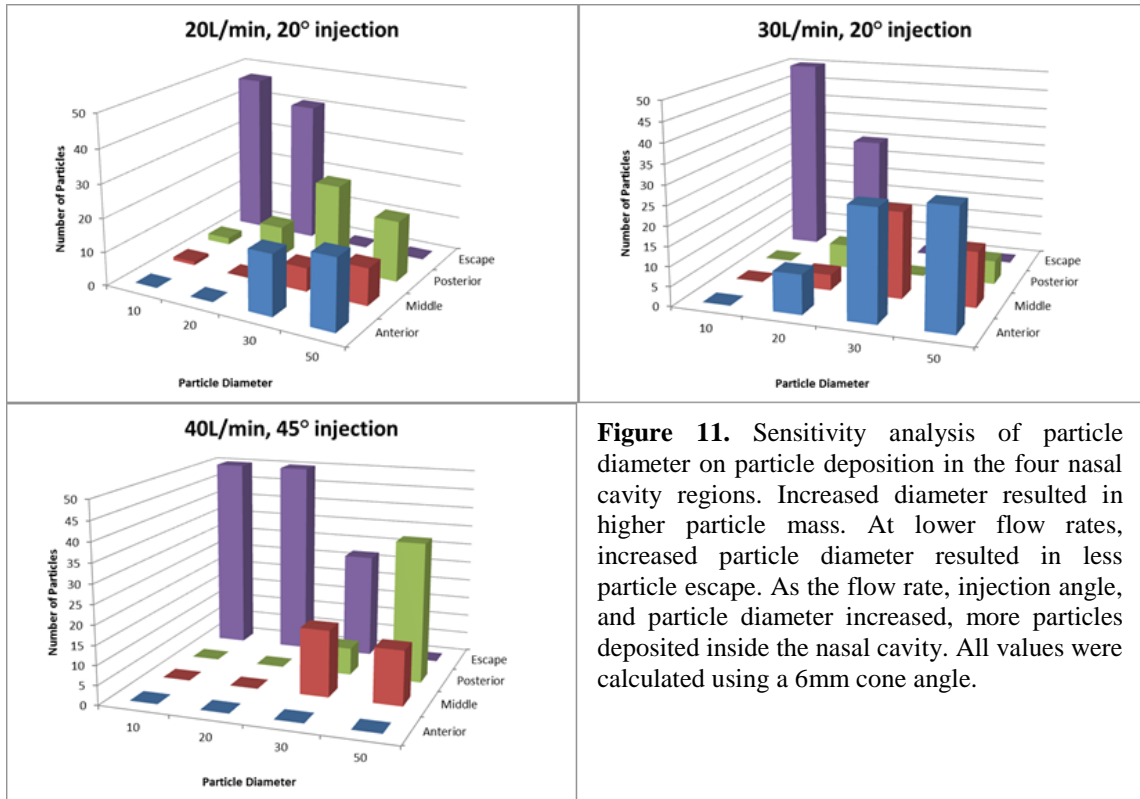 20L/min, 20° injection
Number of Particles
50
40
30
20
10
0
10
20
30
50
Escape
Posterior
Middle
Anterior
Particle Diameter
30L/min, 20° injection
Number of Particles
50
45
40
35
30
25
20
15
10
5
0
10
20
30
50
Escape
Posterior
Middle
Anterior
Particle Diameter
40L/min, 45° injection
Number of Particles
50
45
40
35
30
25
20
15
10
5
0
10
20
30
50
Escape
Posterior
Middle
Anterior
Particle Diameter
Figure 11. Sensitivity analysis of particle
diameter on particle deposition in the four nasal
cavity regions. Increased diameter resulted in
higher particle mass. At lower flow rates,
increased particle diameter resulted in less
particle escape. As the flow rate, injection angle,
and particle diameter increased, more particles
deposited inside the nasal cavity. All values were
calculated using a 6mm cone angle.